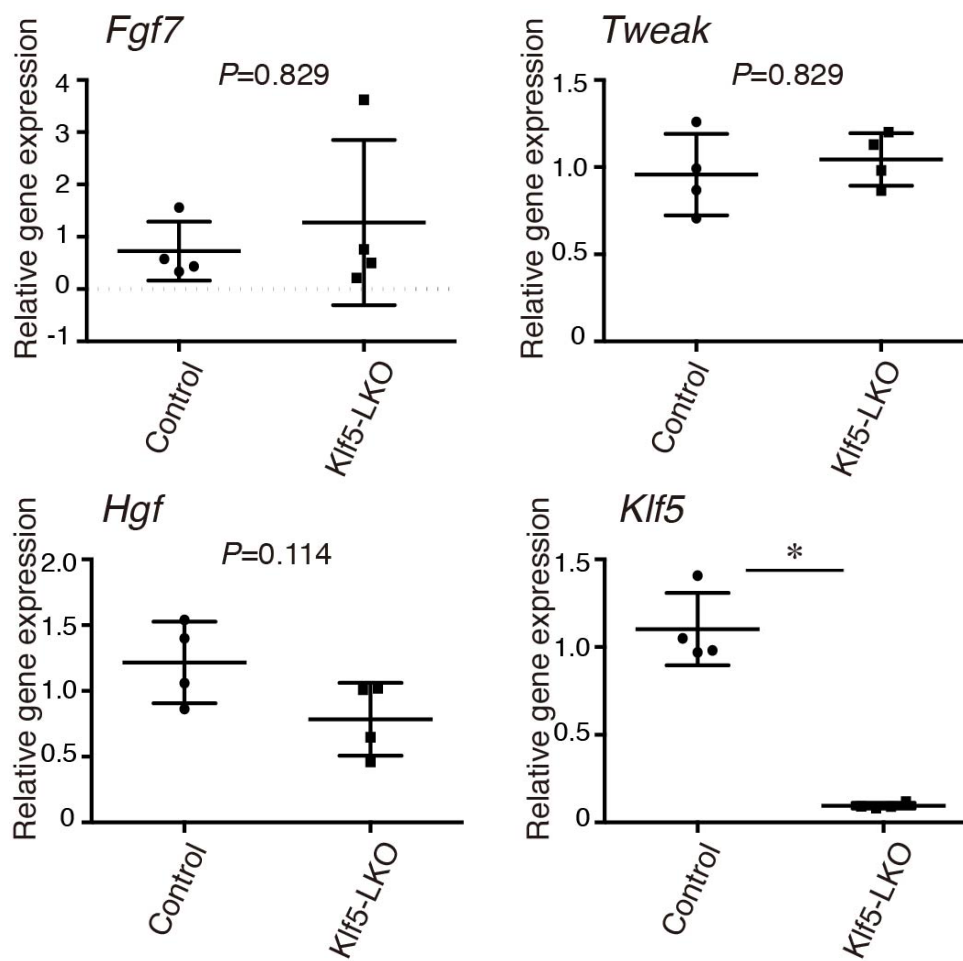 Fgf7
P=0.829
Relative gene expression
4
3
2
1
0
-1
Control
Klf5-LKO
Tweak
P=0.829
Relative gene expression
1.5
1.0
0.5
0
Control
Klf5-LKO
Hgf
P=0.114
Relative gene expression
2.0
1.5
1.0
0.5
0
Control
Klf5-LKO
Klf5
*
Relative gene expression
1.5
1.0
0.5
0
Control
Klf5-LKO